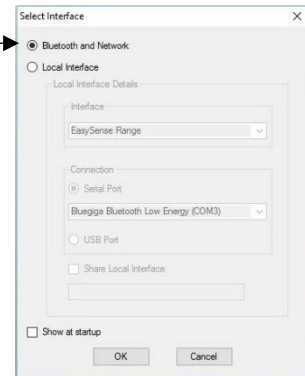 Select Interface
Bluetooth and Network
Local Interface
Local Interface Details
Interface
EasySense Range
Connection
Serial Port
Bluegiga Bluetooth Low Energy (COM3)
USB Port
Share Local Interface
Show at startup
OK Cancel